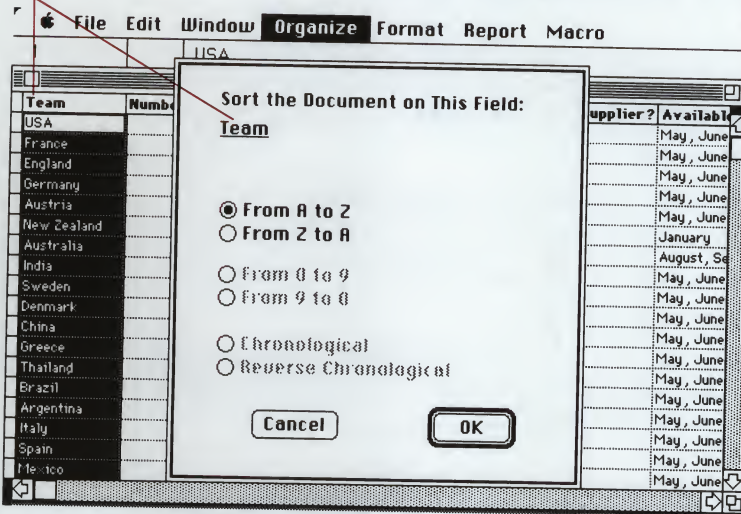 File Edit Window Organize Format Report Macro
USA
Team
USA
France
England
Germany
Austria
New Zealand
Australia
India
Sweden
Denmark
China
Greece
Thailand
Brazil
Argentina
Italy
Spain
Mexico
Numbe
Sort the Document on This Field:
Team
From A to Z
From Z to A
From 0 to 9
From 9 to 0
Chronological
Reverse Chronological
Cancel
OK
upplier? Available
May, June
May, June
May, June
May, June
May, June
January
August, Se
May, June
May, June
May, June
May, June
May, June
May, June
May, June
May, June
May, June
May, June
May, June